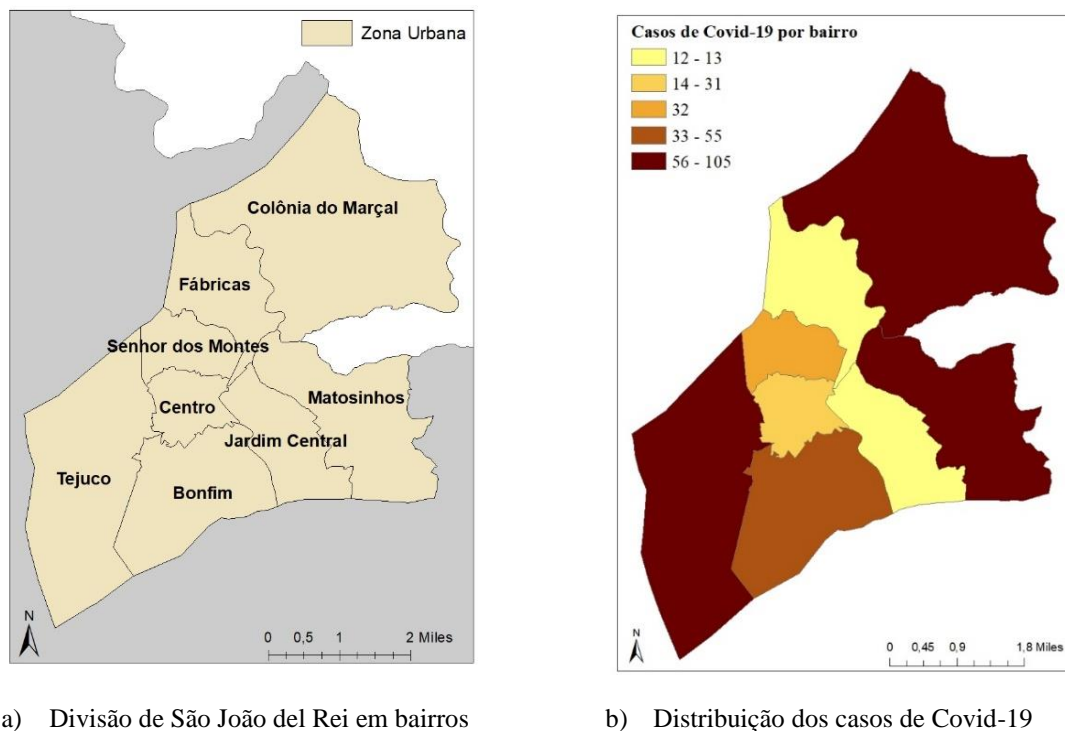 Zona Urbana
Colônia do Marçal
Fábricas
Senhor dos Montes
Centro
Matosinhos
Jardim Central
Tejuco
Bonfim
N
0 0,5 1 2 Miles
a) Divisão de São João del Rei em bairros
Casos de Covid-19 por bairro
12 - 13
14 - 31
32
33 - 55
56 - 105
N
0 0,45 0,9 1,8 Miles
b) Distribuição dos casos de Covid-19